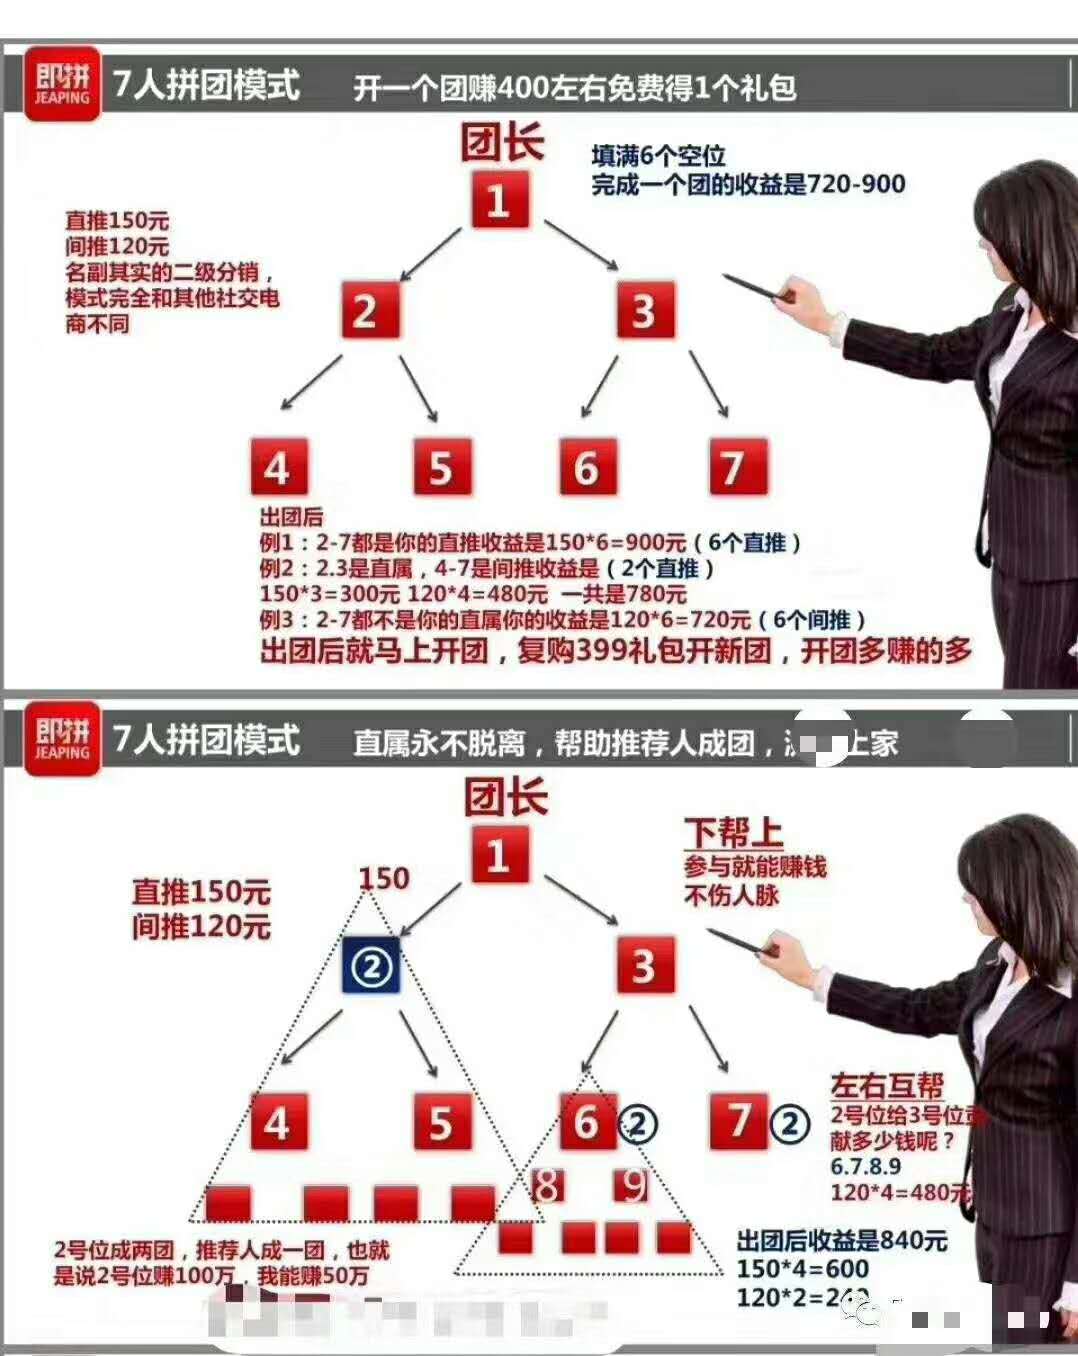 即拼
JEAPING
7人拼团模式
开一个团赚400左右免费得1个礼包
团长
填满6个空位
完成一个团的收益是720-900
1
直推150元
间推120元
名副其实的二级分销，
模式完全和其他社交电
商不同
2
3
4
5
6
7
出团后
例1：2-7都是你的直推收益是150*6=900元（6个直推）
例2：2.3是直属，4-7是间推收益是（2个直推）
150*3=300元 120*4=480元 一共是780元
例3：2-7都不是你的直属你的收益是120*6=720元（6个间推）
出团后就马上开团，复购399礼包开新团，开团多赚的多
即拼
JEAPING
7人拼团模式
直属永不脱离，帮助推荐人成团，上家
团长
1
下帮上
参与就能赚钱
不伤人脉
直推150元
间推120元
150
②
3
4
5
6
②
7
②
8
9
左右互帮
2号位给3号位贡
献多少钱呢？
6.7.8.9
120*4=480元
2号位成两团，推荐人成一团，也就
是说2号位赚100万，我能赚50万
出团后收益是840元
150*4=600
120*2=240